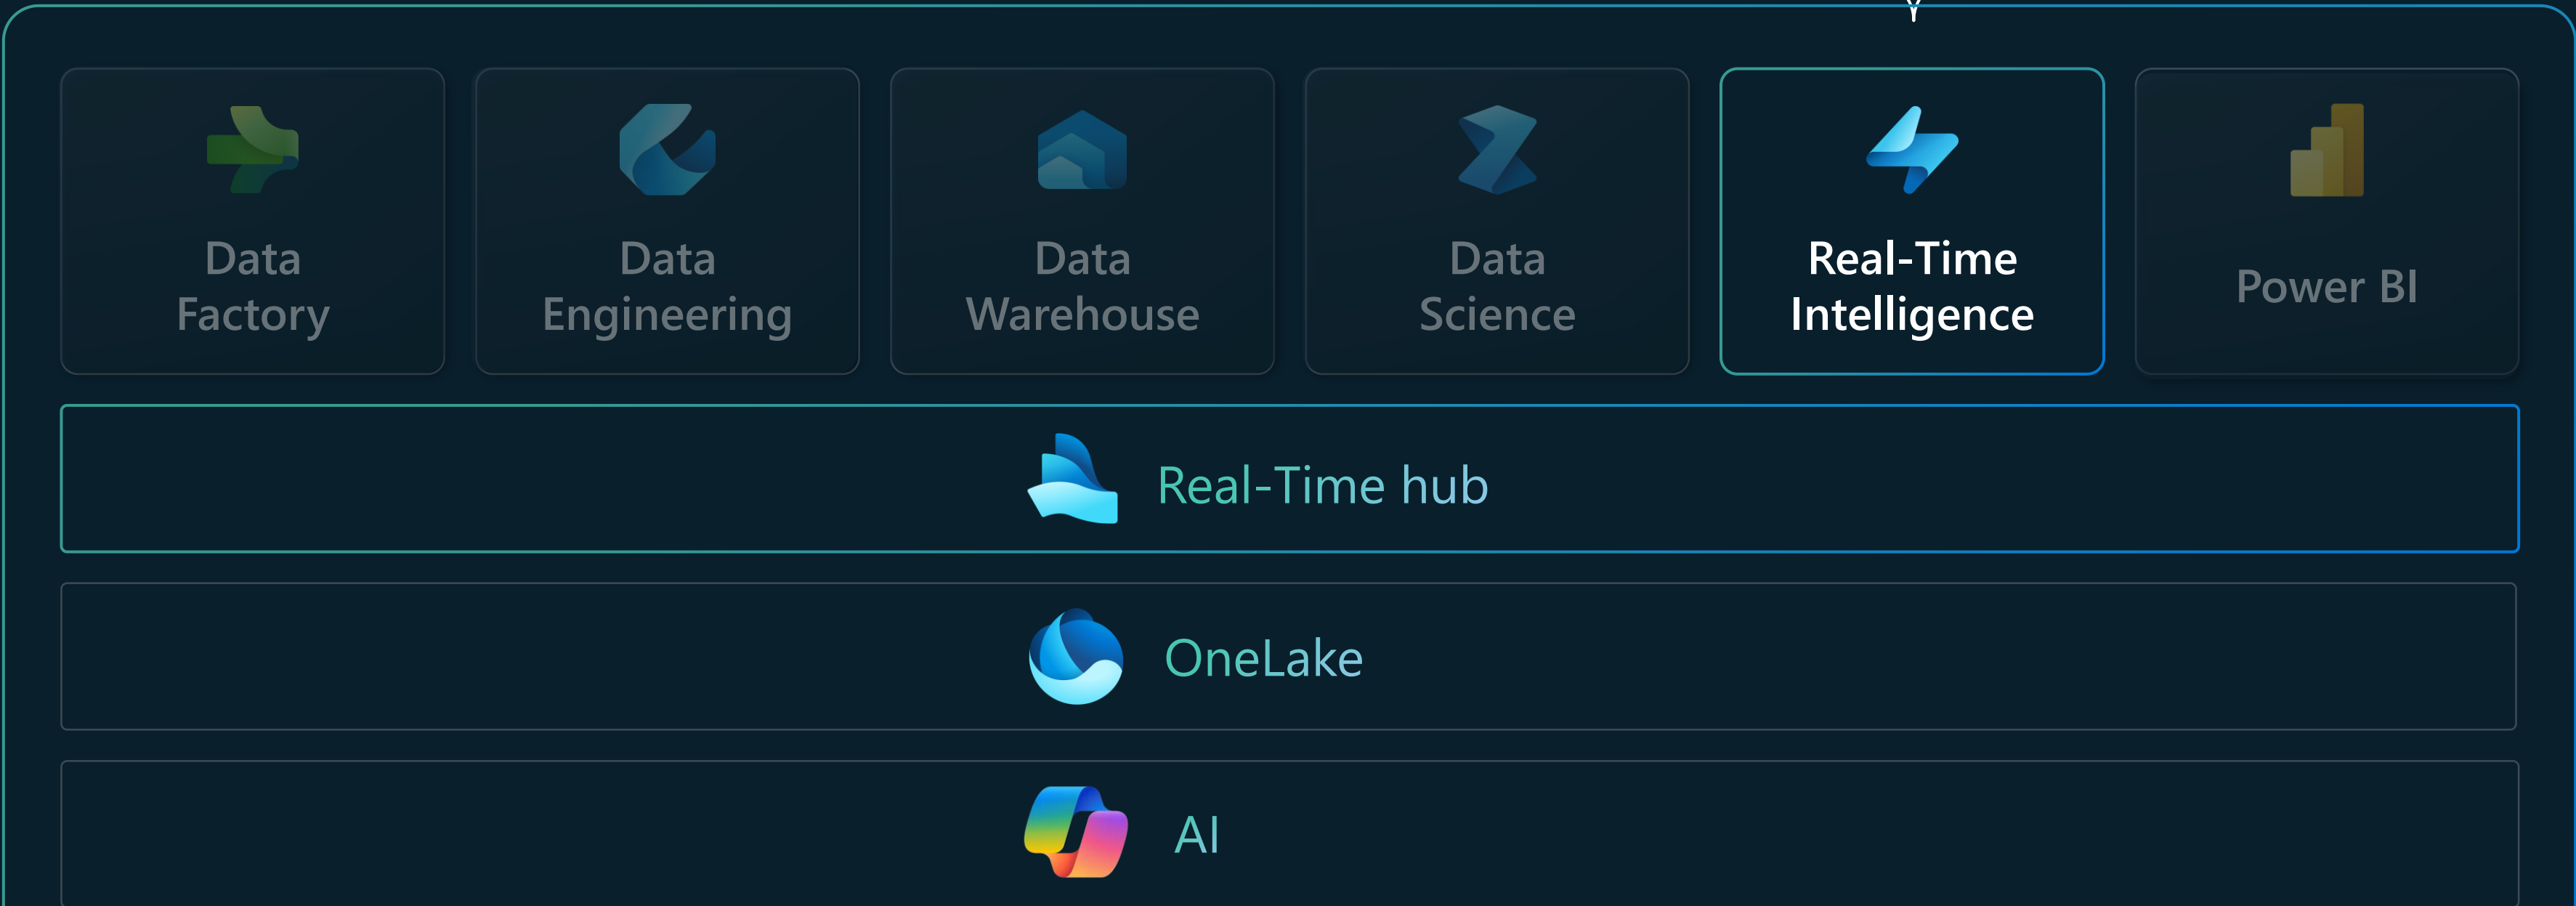 Data
Factory
Data
Engineering
Data
Warehouse
Data
Science
Real-Time
Intelligence
Power BI
Real-Time hub
OneLake
AI